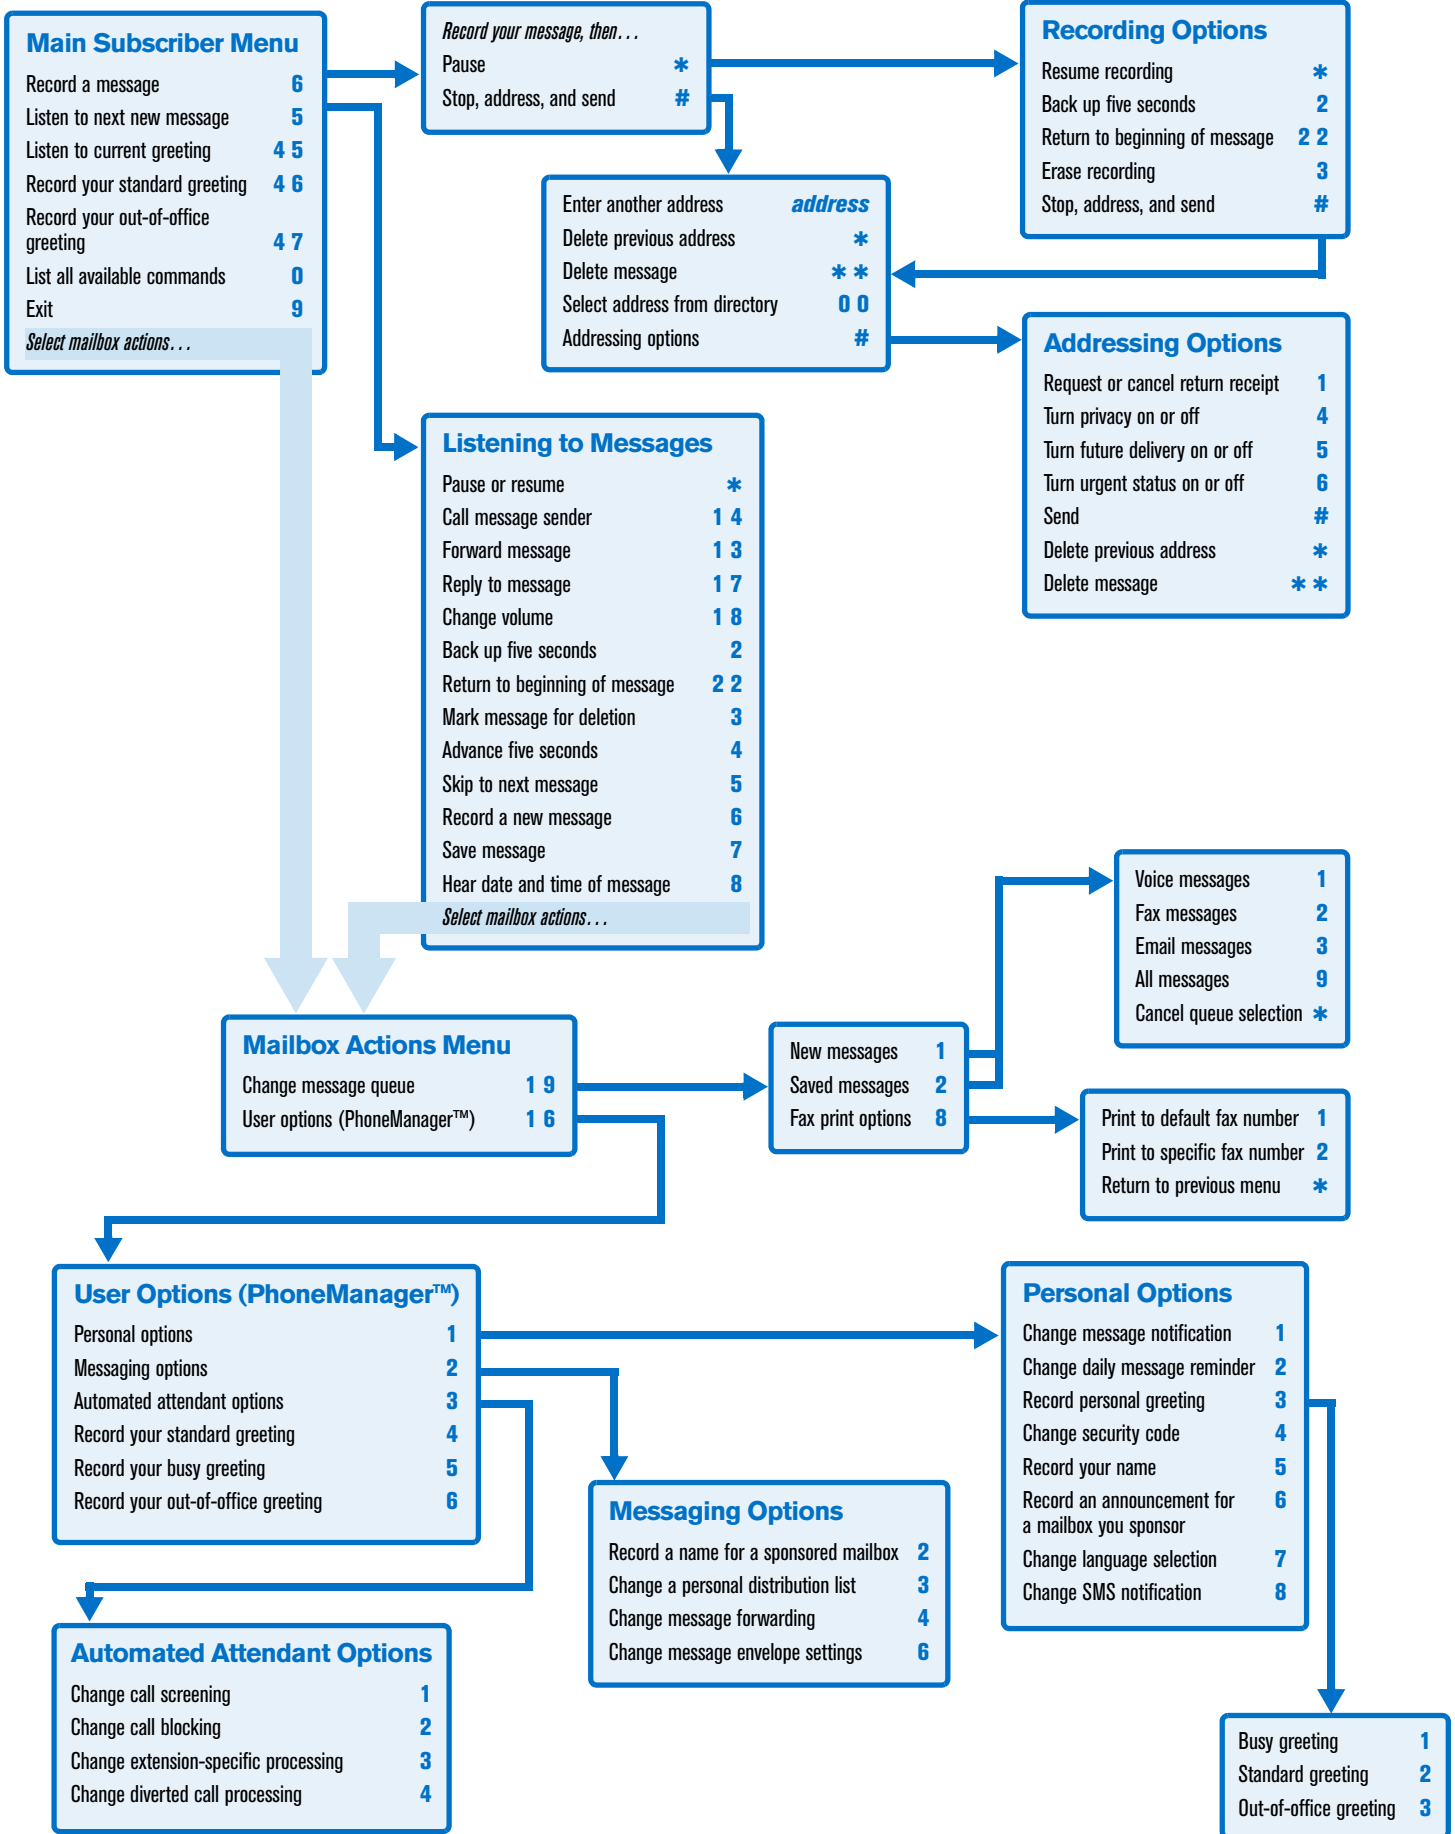 Main Subscriber Menu
Record a message 6
Listen to next new message 5
Listen to current greeting 4 5
Record your standard greeting 4 6
Record your out-of-office
greeting 4 7
List all available commands 0
Exit 9
Select mailbox actions . . .
Record your message, then . . .
Pause *
Stop, address, and send #
Recording Options
Resume recording *
Back up five seconds 2
Return to beginning of message 2 2
Erase recording 3
Stop, address, and send #
Enter another address address
Delete previous address *
Delete message * *
Select address from directory 0 0
Addressing options #
Addressing Options
Request or cancel return receipt 1
Turn privacy on or off 4
Turn future delivery on or off 5
Turn urgent status on or off 6
Send #
Delete previous address *
Delete message * *
Listening to Messages
Pause or resume *
Call message sender 1 4
Forward message 1 3
Reply to message 1 7
Change volume 1 8
Back up five seconds 2
Return to beginning of message 2 2
Mark message for deletion 3
Advance five seconds 4
Skip to next message 5
Record a new message 6
Save message 7
Hear date and time of message 8
Select mailbox actions . . .
Voice messages 1
Fax messages 2
Email messages 3
All messages 9
Cancel queue selection *
Mailbox Actions Menu
Change message queue 1 9
User options (PhoneManager™) 1 6
New messages 1
Saved messages 2
Fax print options 8
Print to default fax number 1
Print to specific fax number 2
Return to previous menu *
User Options (PhoneManager™)
Personal options 1
Messaging options 2
Automated attendant options 3
Record your standard greeting 4
Record your busy greeting 5
Record your out-of-office greeting 6
Personal Options
Change message notification 1
Change daily message reminder 2
Record personal greeting 3
Change security code 4
Record your name 5
Record an announcement for 6
a mailbox you sponsor
Change language selection 7
Change SMS notification 8
Messaging Options
Record a name for a sponsored mailbox 2
Change a personal distribution list 3
Change message forwarding 4
Change message envelope settings 6
Automated Attendant Options
Change call screening 1
Change call blocking 2
Change extension-specific processing 3
Change diverted call processing 4
Busy greeting 1
Standard greeting 2
Out-of-office greeting 3